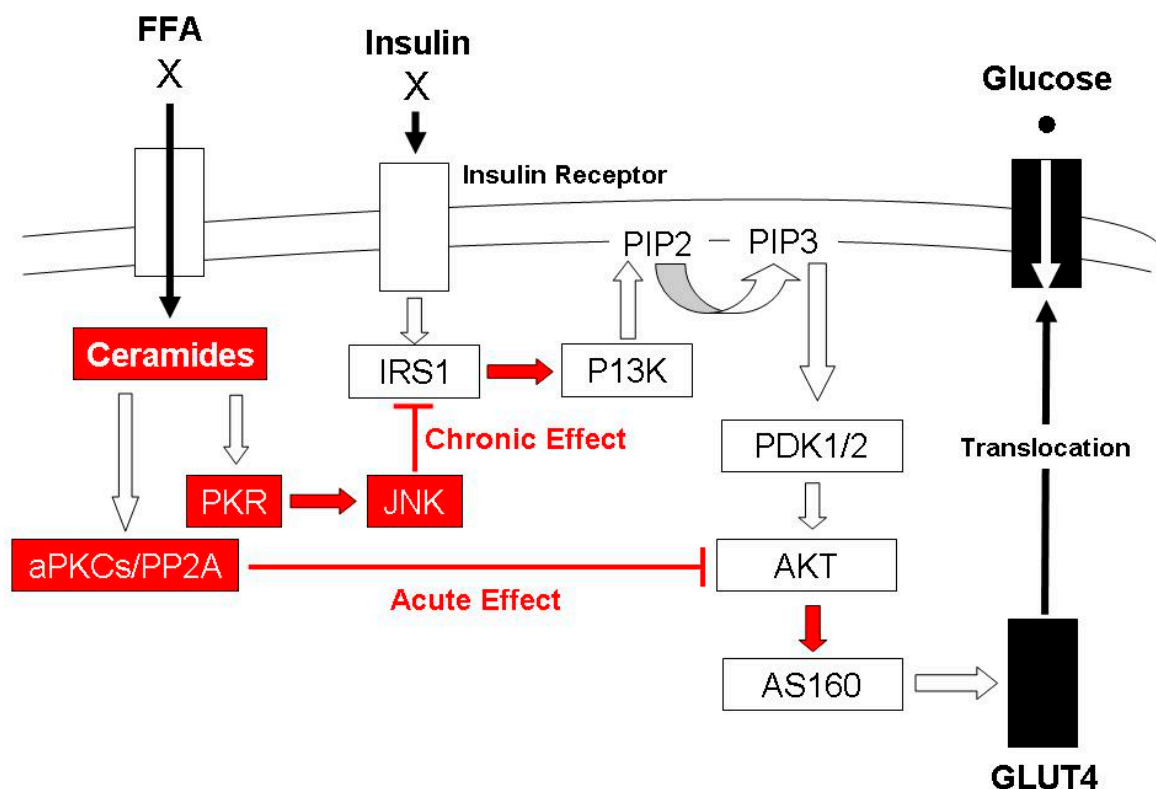 FFA
X
Insulin
X
Glucose
Insulin Receptor
PIP2
PIP3
Ceramides
IRS1
P13K
Chronic Effect
PDK1/2
Translocation
PKR
JNK
aPKCs/PP2A
AKT
Acute Effect
AS160
GLUT4